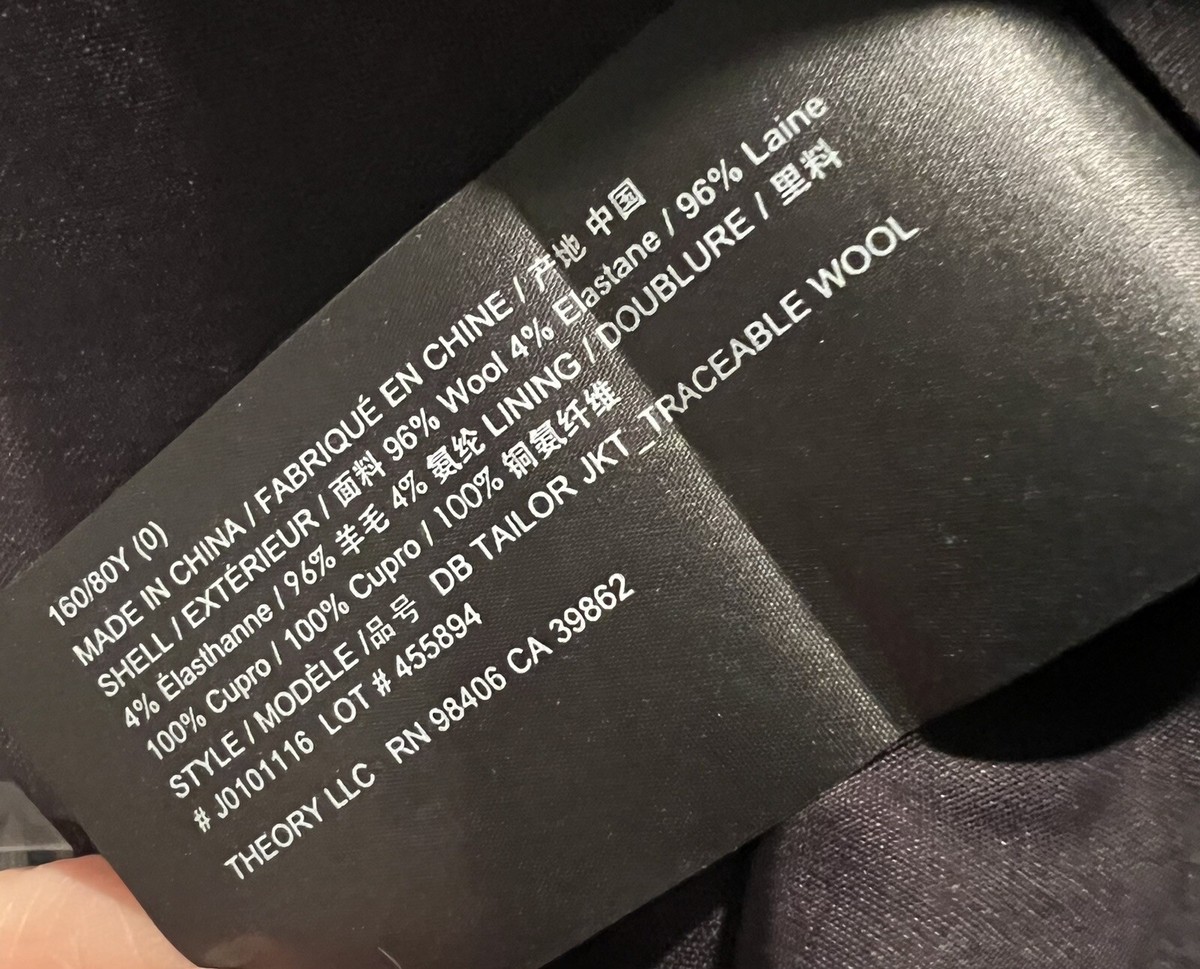 160/80Y (0)
MADE IN CHINA / FABRIQUÉ EN CHINE / 产地 中国
SHELL / EXTÉRIEUR / 面料 96% Wool 4% Elastane / 96% Laine
4% Élasthanne / 96% 羊毛 4% 氨纶 LINING / DOUBLURE / 里料
100% Cupro / 100% Cupro / 100% 铜氨纤维
STYLE / MODÈLE /品号 DB TAILOR JKT_TRACEABLE WOOL
# J0101116 LOT # 455894
THEORY LLC RN 98406 CA 39862